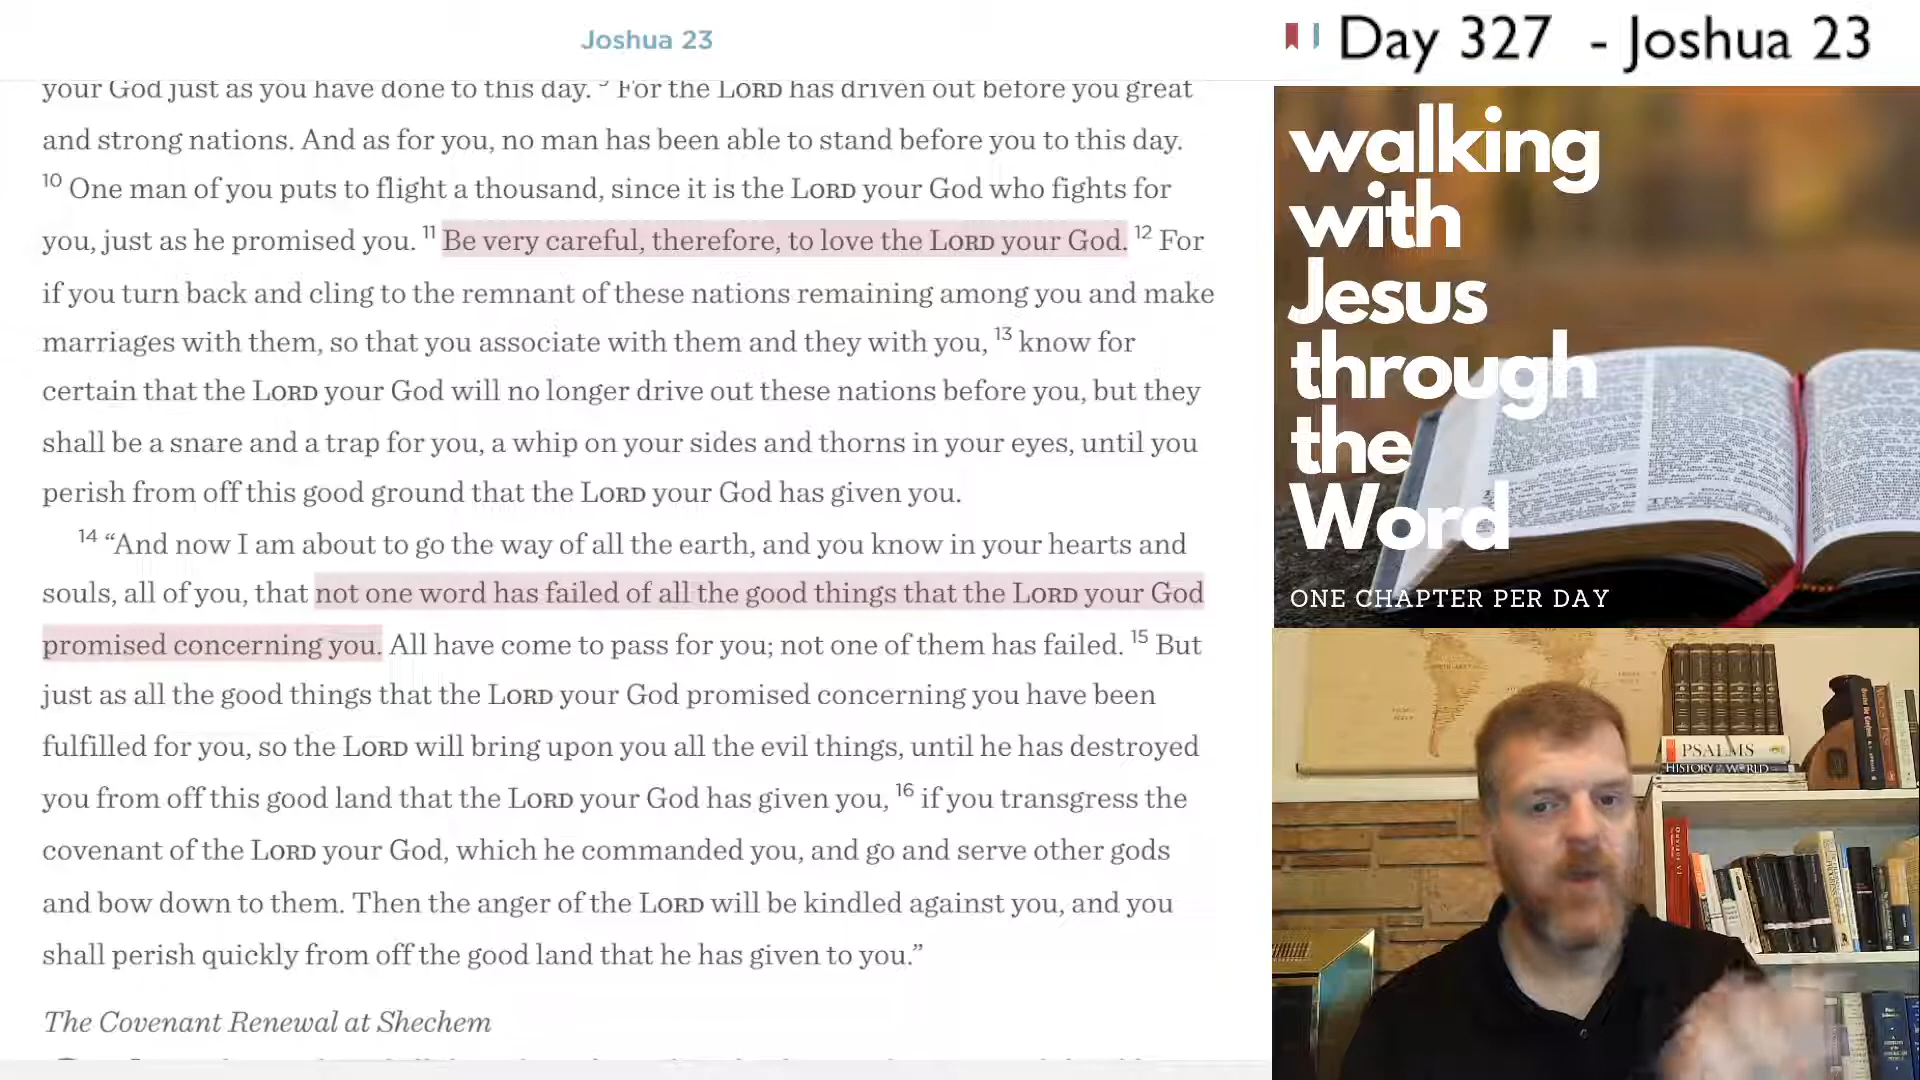 Joshua 23
Day 327 - Joshua 23
your God just as you have done to this day. 9 For the LORD has driven out before you great
and strong nations. And as for you, no man has been able to stand before you to this day.
10 One man of you puts to flight a thousand, since it is the LORD your God who fights for
you, just as he promised you. 11 Be very careful, therefore, to love the LORD your God. 12 For
if you turn back and cling to the remnant of these nations remaining among you and make
marriages with them, so that you associate with them and they with you, 13 know for
certain that the LORD your God will no longer drive out these nations before you, but they
shall be a snare and a trap for you, a whip on your sides and thorns in your eyes, until you
perish from off this good ground that the LORD your God has given you.
14 “And now I am about to go the way of all the earth, and you know in your hearts and
souls, all of you, that not one word has failed of all the good things that the LORD your God
promised concerning you. All have come to pass for you; not one of them has failed. 15 But
just as all the good things that the LORD your God promised concerning you have been
fulfilled for you, so the LORD will bring upon you all the evil things, until he has destroyed
you from off this good land that the LORD your God has given you, 16 if you transgress the
covenant of the LORD your God, which he commanded you, and go and serve other gods
and bow down to them. Then the anger of the LORD will be kindled against you, and you
shall perish quickly from off the good land that he has given to you.”
The Covenant Renewal at Shechem
walking
with
Jesus
through
the
Word
ONE CHAPTER PER DAY
PSALMS
HISTORY of the WORLD